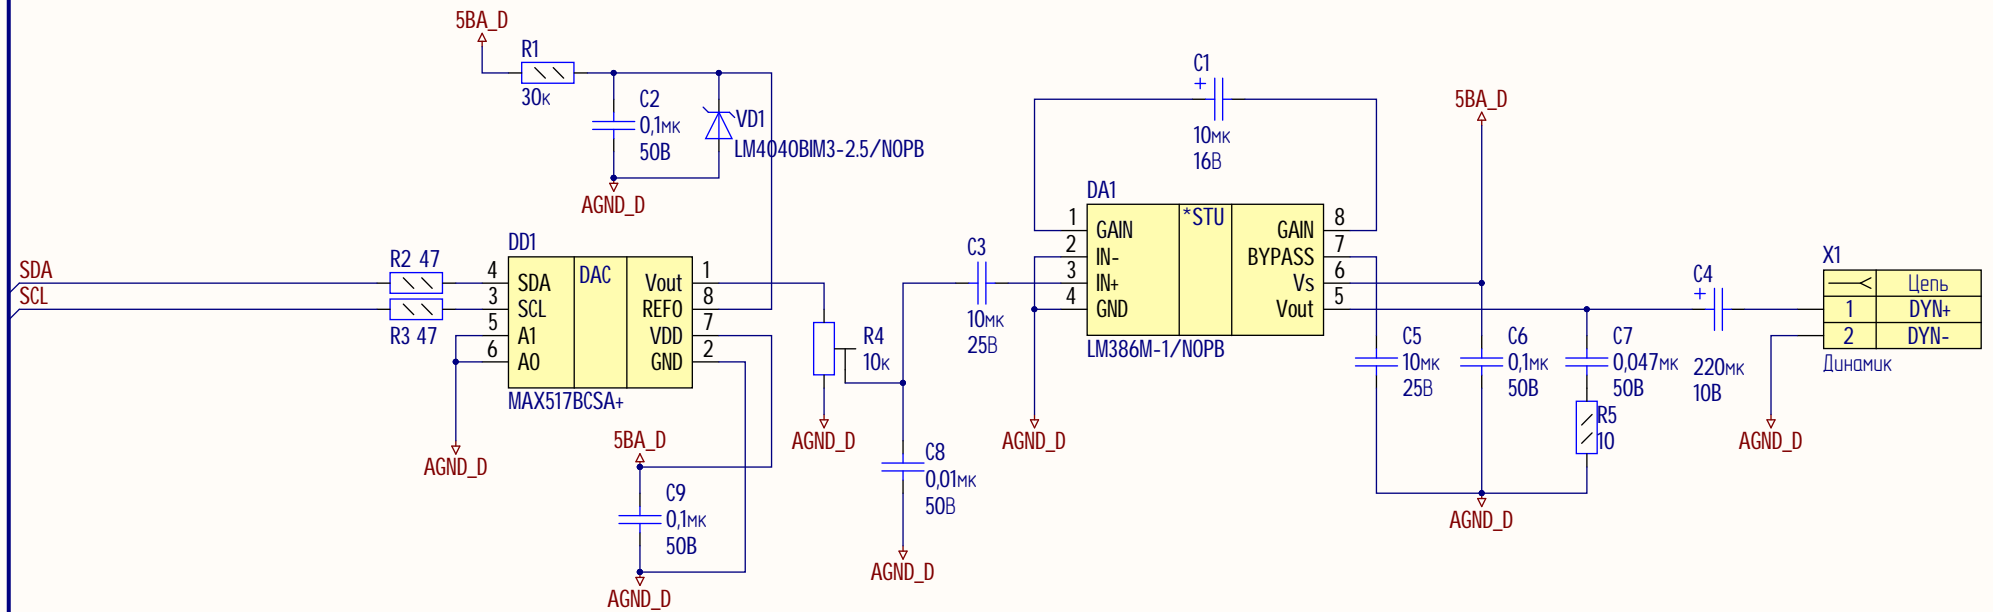 5BA_D
R1
30к
C2
0,1мк
50В
VD1
LM4040BIM3-2.5/NOPB
AGND_D
C1
+
10мк
16В
5BA_D
SDA
SCL
R2 47
R3 47
DD1
DAC
4 SDA
3 SCL
5 A1
6 A0
Vout 1
REFO 8
VDD 7
GND 2
MAX517BCSA+
AGND_D
5BA_D
C9
0,1мк
50В
AGND_D
R4
10к
AGND_D
C3
10мк
25В
C8
0,01мк
50В
AGND_D
DA1
*STU
1 GAIN
2 IN-
3 IN+
4 GND
GAIN 8
BYPASS 7
Vs 6
Vout 5
LM386M-1/NOPB
AGND_D
C5
10мк
25В
C6
0,1мк
50В
C7
0,047мк
50В
R5
10
AGND_D
C4
+
220мк
10В
X1
Цепь
1 DYN+
2 DYN-
Динамик
AGND_D